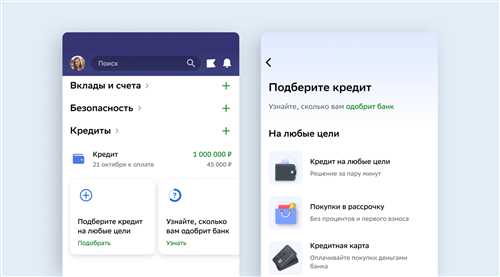 Поиск
Вклады и счета
Безопасность
Кредиты
Кредит
1 000 000 ₽
21 октября к оплате
45 000 ₽
Подберите кредит
на любые цели
Подобрать
Узнайте, сколько
вам одобрит банк
Узнать
Подберите кредит
Узнайте, сколько вам одобрит банк
На любые цели
Кредит на любые цели
Решение за пару минут
Покупки в рассрочку
Без процентов и первого взноса
Кредитная карта
Оплачивайте покупки деньгами
банка